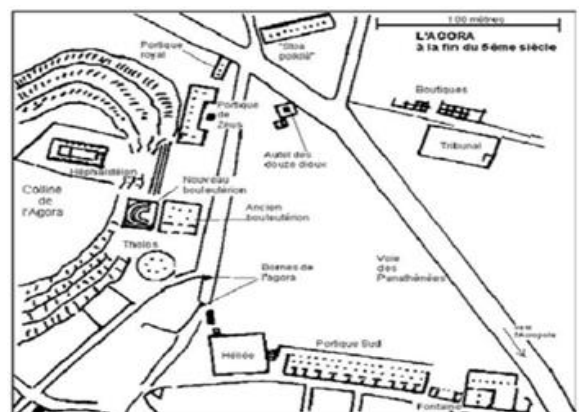 100 mètres
L'AGORA
à la fin du 5ème siècle
"Stoa
poikilè"
Portique
royal
Boutiques
Portique
de
Zeus
Tribunal
Autel des
douze dieux
Héphaïstéion
Nouveau
bouleutérion
Colline
de
l'Agora
Ancien
bouleutérion
Tholos
Bornes de
l'agora
Voie
des
Panathénées
vers
l'Acropole
Portique Sud
Héliée
Fontaine